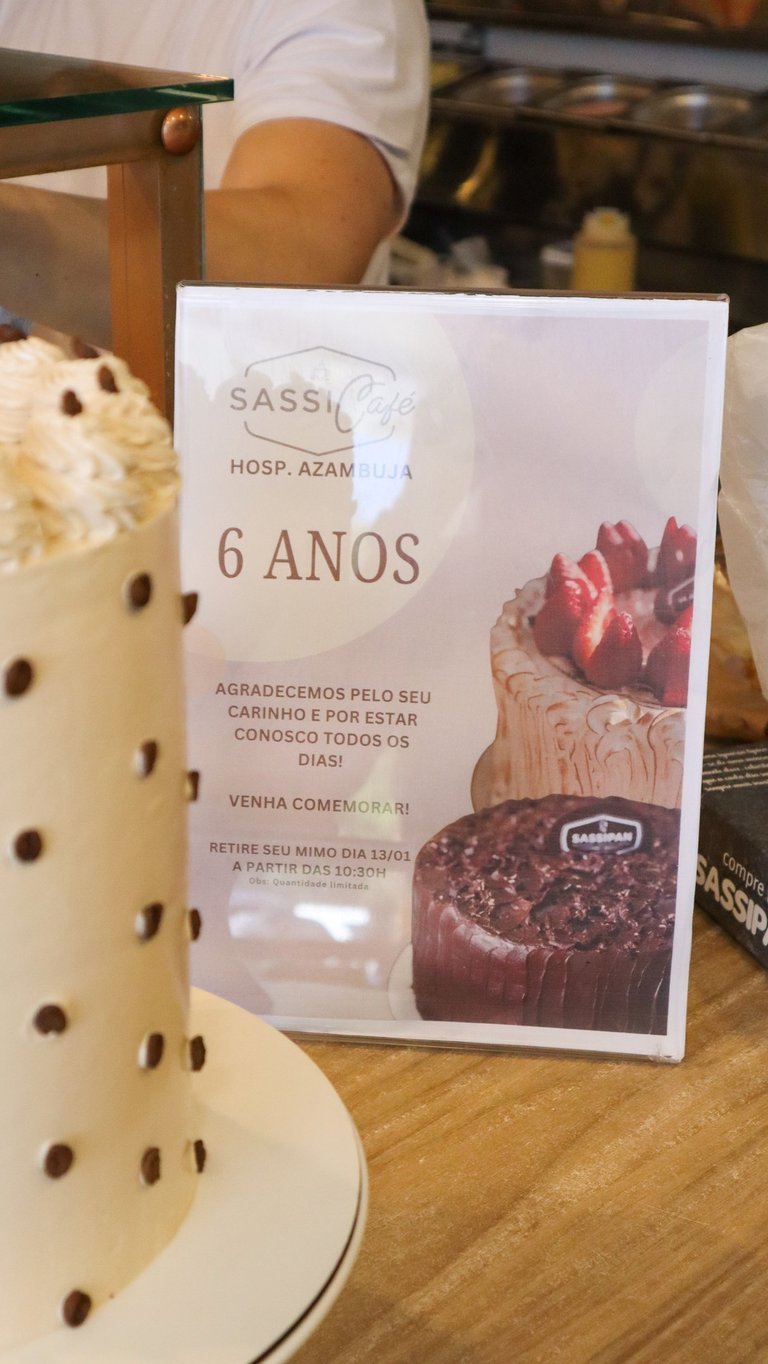 SASSI Café
HOSP. AZAMBUJA
6 ANOS
AGRADECEMOS PELO SEU
CARINHO E POR ESTAR
CONOSCO TODOS OS
DIAS!
VENHA COMEMORAR!
RETIRE SEU MIMO DIA 13/01
A PARTIR DAS 10:30H
Obs: Quantidade limitada
SASSIPAN
compre
SASSIPA